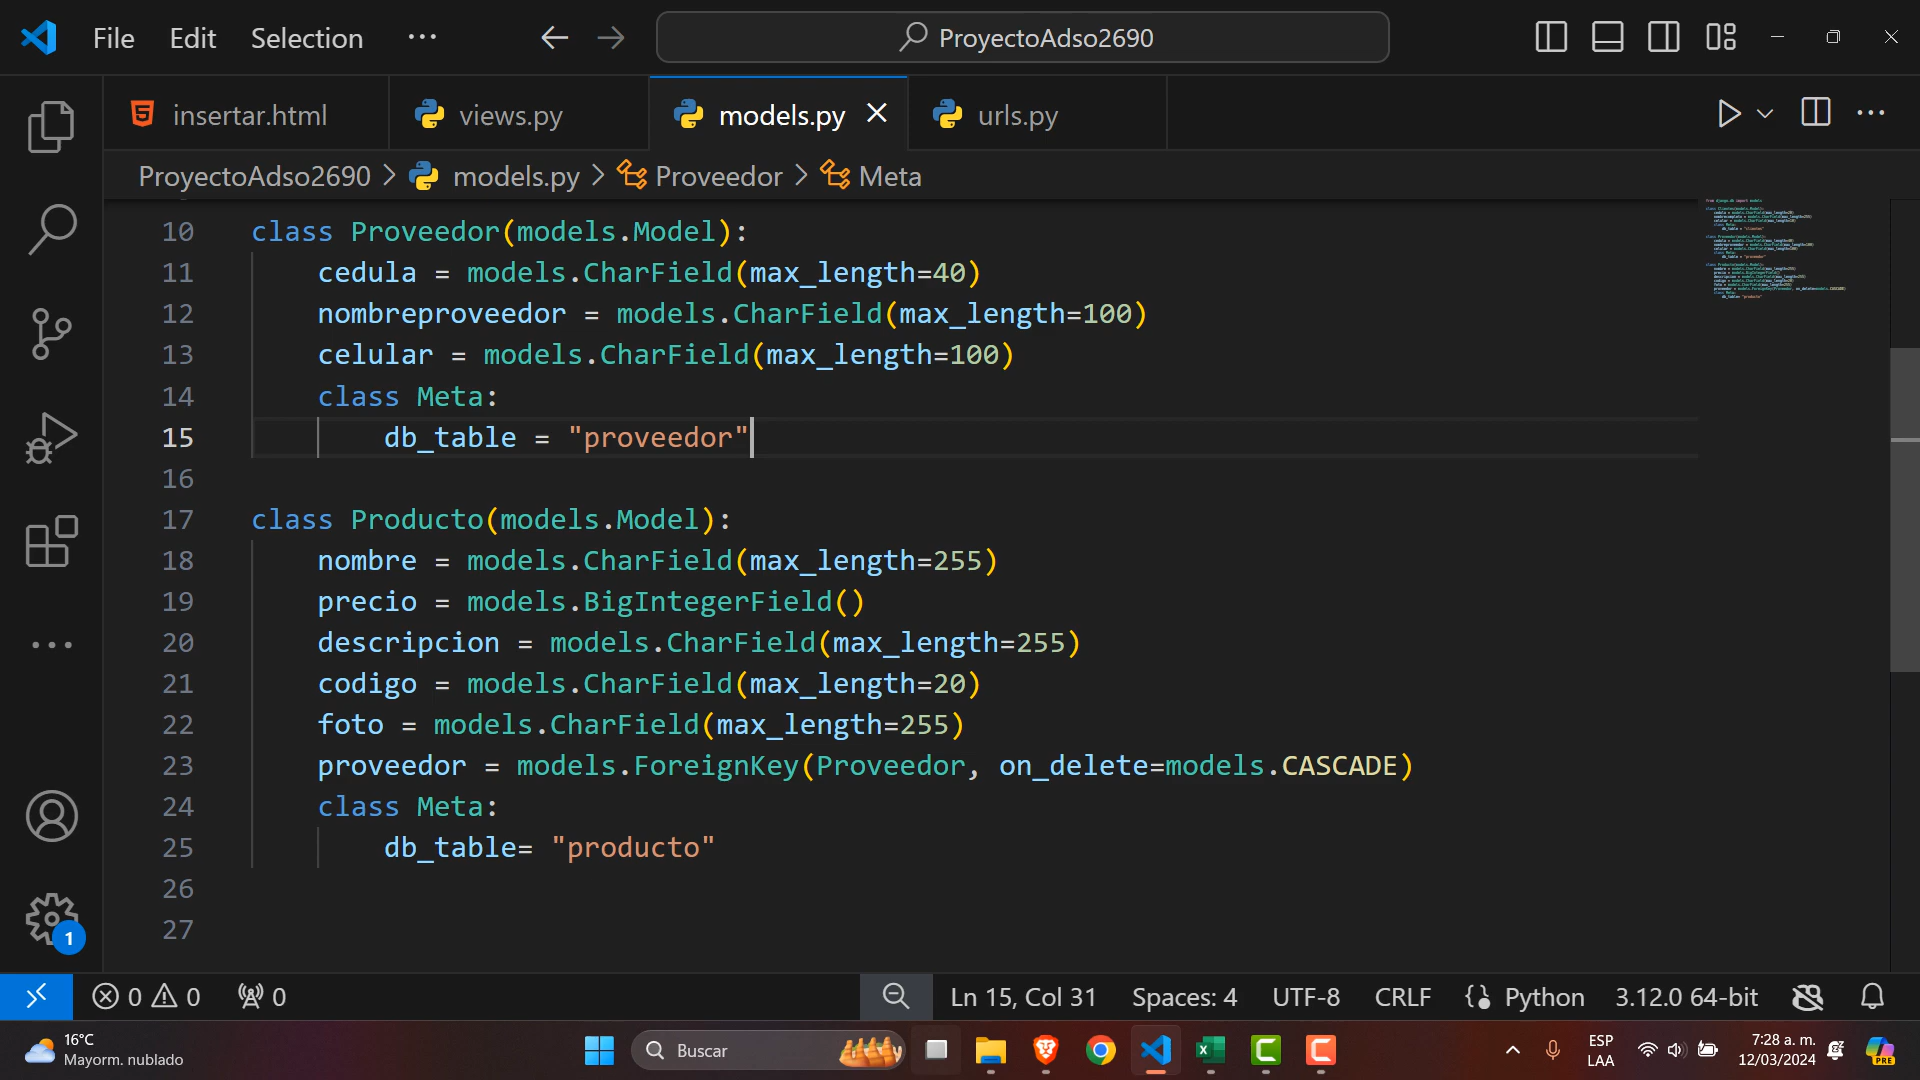 File Edit Selection ··· ProyectoAdso2690
insertar.html views.py models.py urls.py
ProyectoAdso2690 > models.py > Proveedor > Meta
10 class Proveedor(models.Model):
11 cedula = models.CharField(max_length=40)
12 nombreproveedor = models.CharField(max_length=100)
13 celular = models.CharField(max_length=100)
14 class Meta:
15 db_table = "proveedor"
16
17 class Producto(models.Model):
18 nombre = models.CharField(max_length=255)
19 precio = models.BigIntegerField()
20 descripcion = models.CharField(max_length=255)
21 codigo = models.CharField(max_length=20)
22 foto = models.CharField(max_length=255)
23 proveedor = models.ForeignKey(Proveedor, on_delete=models.CASCADE)
24 class Meta:
25 db_table= "producto"
26
27
1
0 0 0 Ln 15, Col 31 Spaces: 4 UTF-8 CRLF Python 3.12.0 64-bit
16°C
Mayorm. nublado
Buscar
ESP
LAA
7:28 a. m.
12/03/2024
PRE